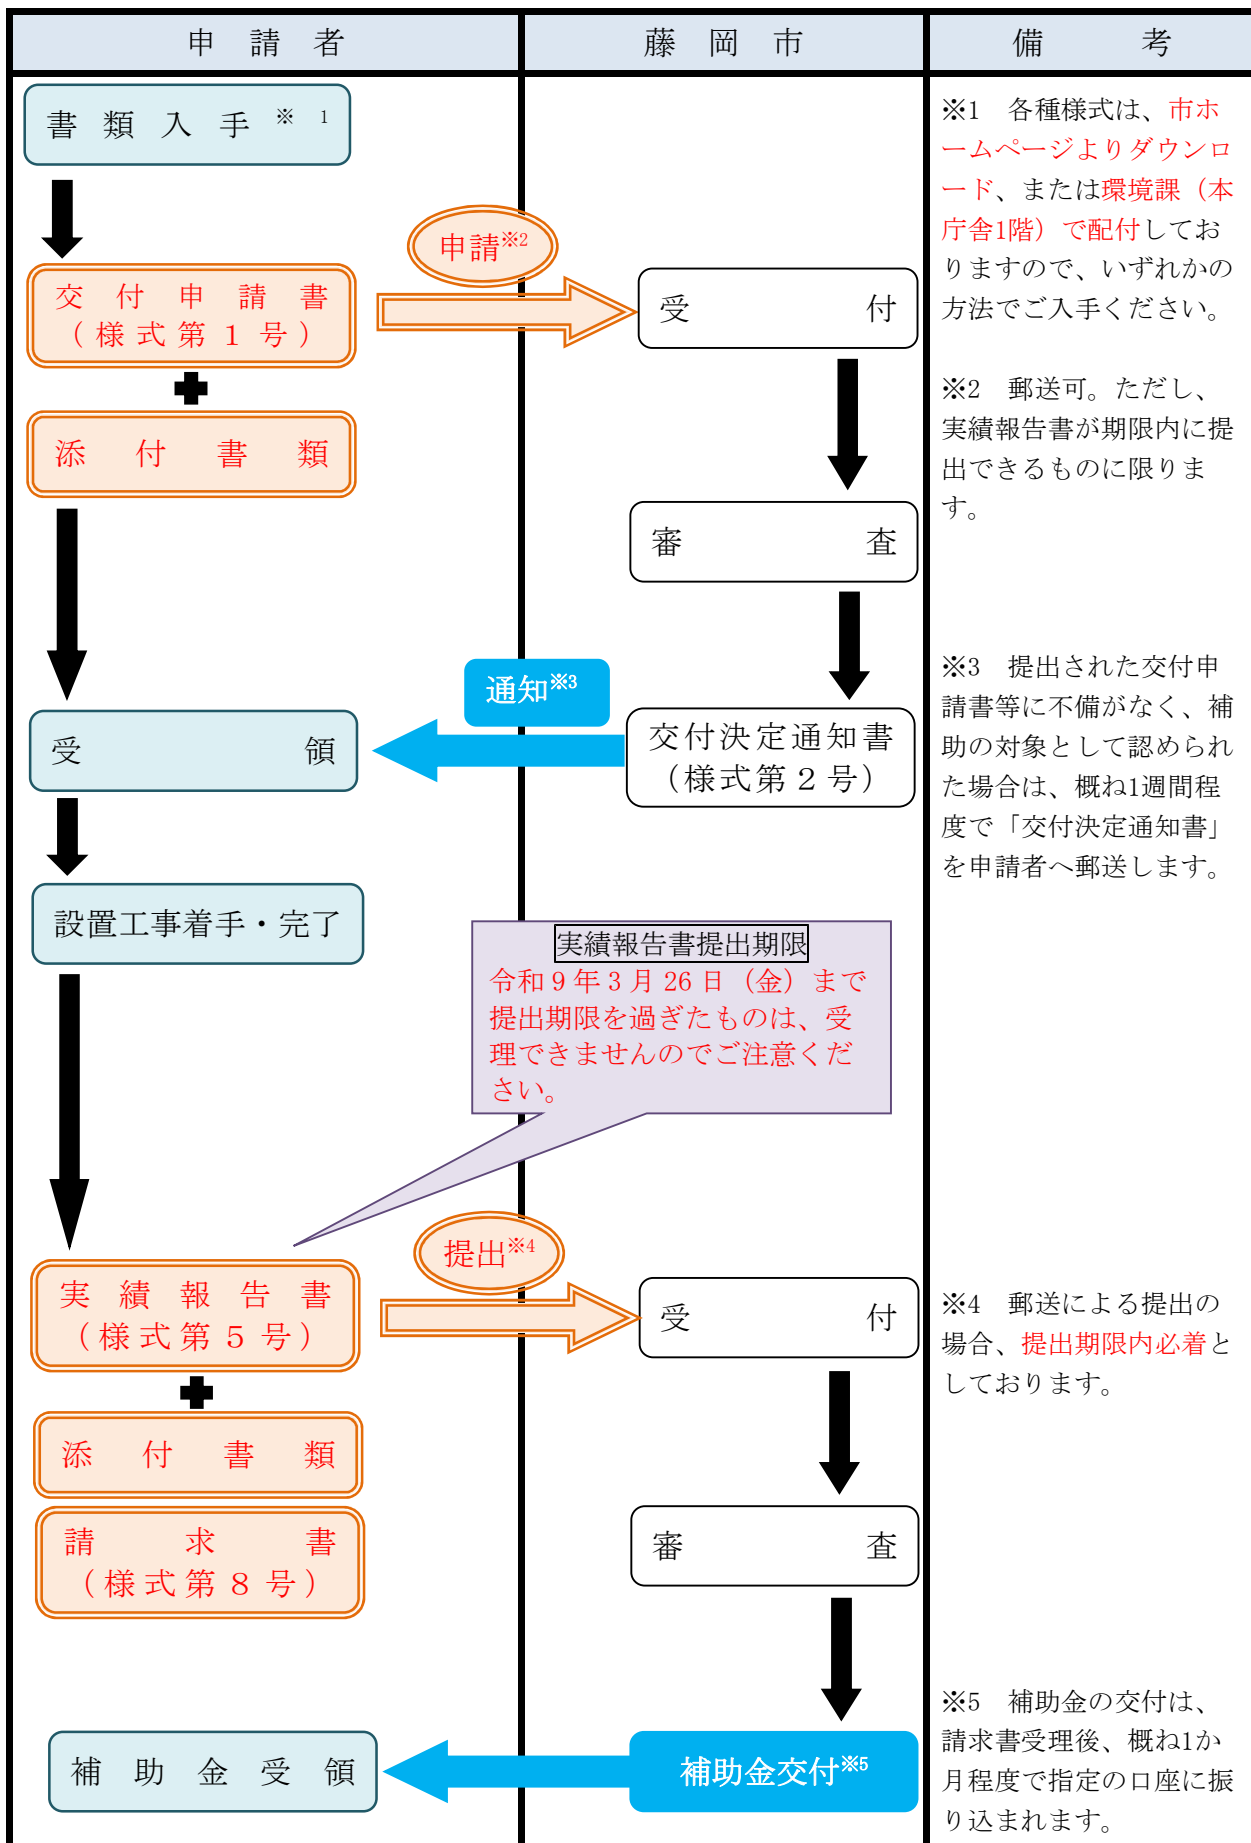 申請者
藤岡市
備考
書類入手※1
交付申請書
(様式第1号)
添付書類
申請※2
受付
審査
交付決定通知書
(様式第2号)
通知※3
受領
設置工事着手・完了
実績報告書提出期限
令和9年3月26日（金）まで
提出期限を過ぎたものは、受
理できませんのでご注意くだ
さい。
実績報告書
(様式第5号)
添付書類
請求書
(様式第8号)
提出※4
受付
審査
補助金交付※5
補助金受領
※1　各種様式は、市ホ
ームページよりダウンロ
ード、または環境課（本
庁舎1階）で配付してお
りますので、いずれかの
方法でご入手ください。
※2　郵送可。ただし、
実績報告書が期限内に提
出できるものに限りま
す。
※3　提出された交付申
請書等に不備がなく、補
助の対象として認められ
た場合は、概ね1週間程
度で「交付決定通知書」
を申請者へ郵送します。
※4　郵送による提出の
場合、提出期限内必着と
しております。
※5　補助金の交付は、
請求書受理後、概ね1か
月程度で指定の口座に振
り込まれます。